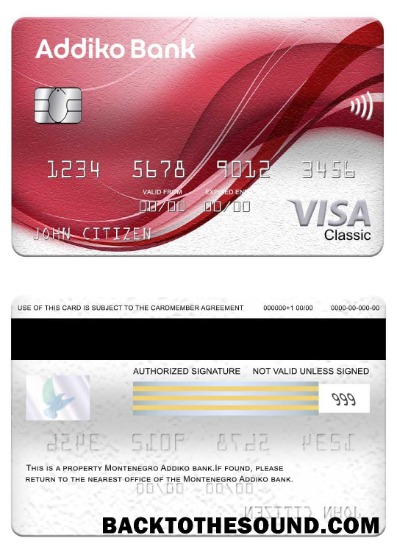 Addiko Bank
1234 5678 9012 3456
VALID FROM
00/00 00/00
JOHN CITIZEN
VISA
Classic
USE OF THIS CARD IS SUBJECT TO THE CARDMEMBER AGREEMENT 000000+1 00/00 0000-00-000-00
AUTHORIZED SIGNATURE NOT VALID UNLESS SIGNED
999
THIS IS A PROPERTY MONTENEGRO ADDIKO BANK.IF FOUND, PLEASE
RETURN TO THE NEAREST OFFICE OF THE MONTENEGRO ADDIKO BANK.
BACKTOTHESOUND.COM